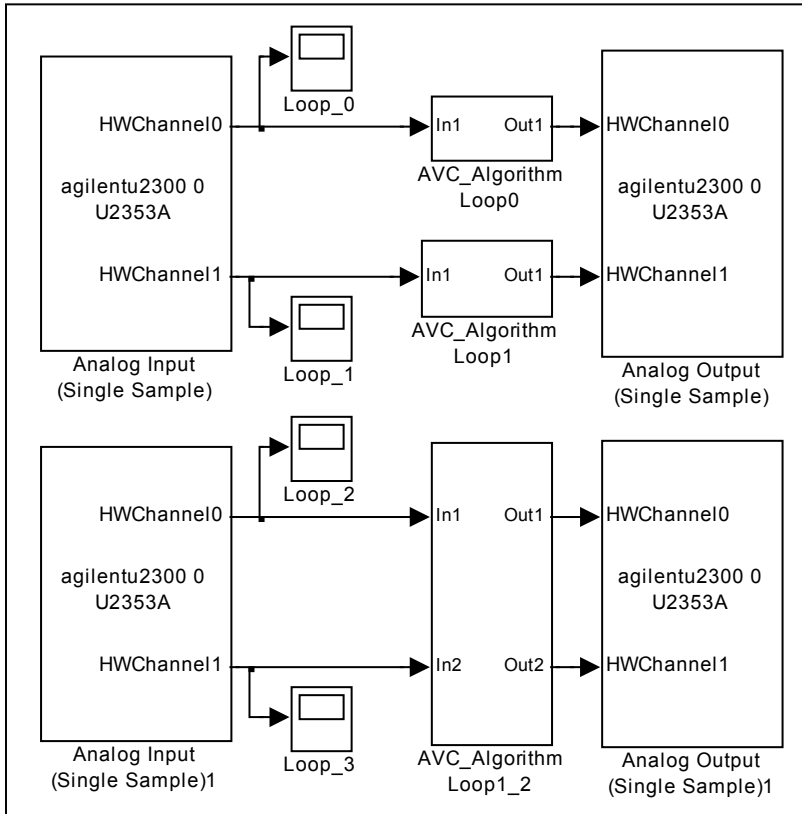 Loop_0
HWChannel0
In1 Out1
HWChannel0
AVC_Algorithm
Loop0
agilentu2300 0
U2353A
agilentu2300 0
U2353A
HWChannel1
In1 Out1
HWChannel1
Loop_1
AVC_Algorithm
Loop1
Analog Input
(Single Sample)
Analog Output
(Single Sample)
Loop_2
HWChannel0
In1 Out1
HWChannel0
agilentu2300 0
U2353A
agilentu2300 0
U2353A
HWChannel1
In2 Out2
HWChannel1
Loop_3
Analog Input
(Single Sample)1
AVC_Algorithm
Loop1_2
Analog Output
(Single Sample)1